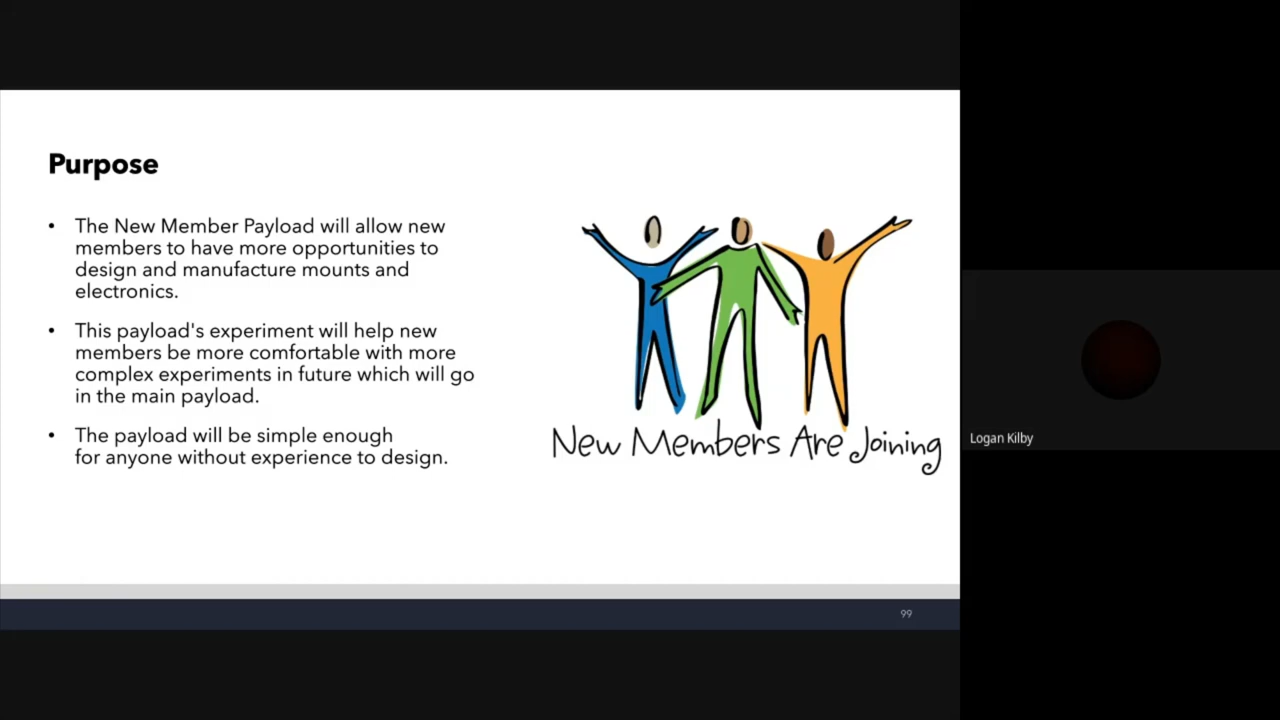 Purpose
• The New Member Payload will allow new
members to have more opportunities to
design and manufacture mounts and
electronics.
• This payload's experiment will help new
members be more comfortable with more
complex experiments in future which will go
in the main payload.
• The payload will be simple enough
for anyone without experience to design.
New Members Are Joining
99
Logan Kilby